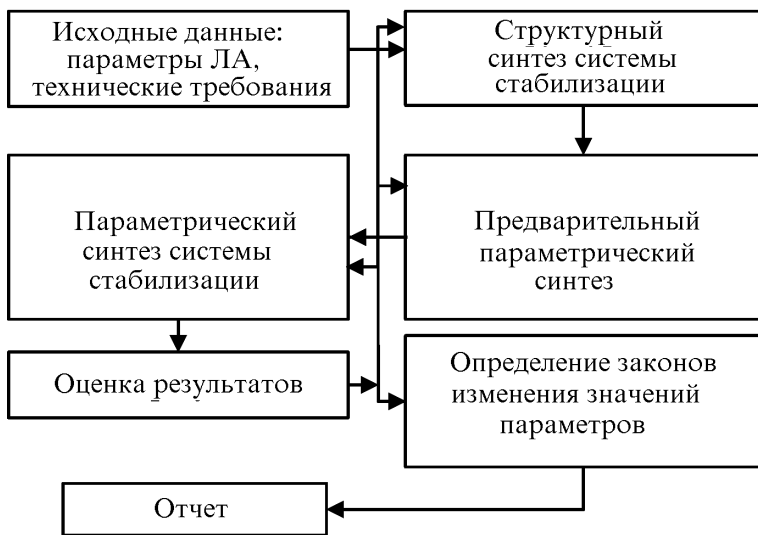 Исходные данные:
параметры ЛА,
технические требования
Структурный
синтез системы
стабилизации
Параметрический
синтез системы
стабилизации
Предварительный
параметрический
синтез
Оценка результатов
Определение законов
изменения значений
параметров
Отчет